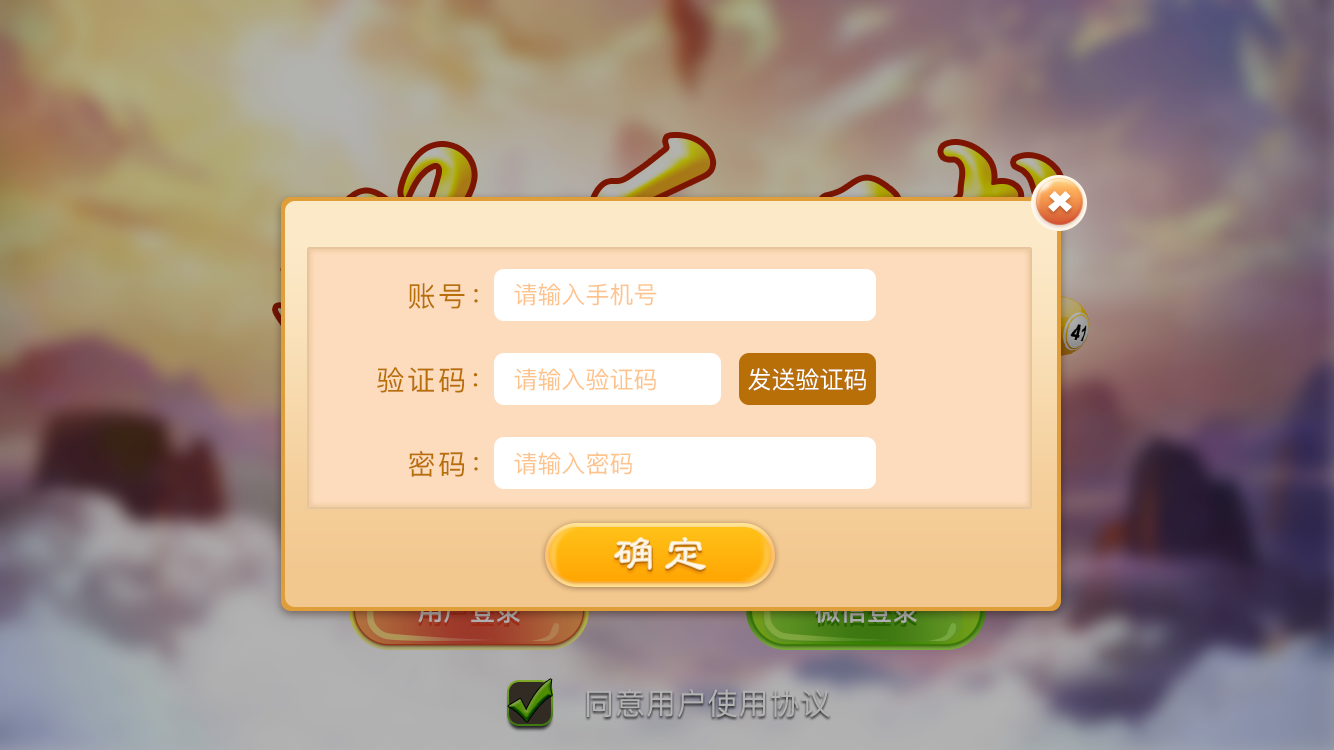 账号： 请输入手机号
41
验证码： 请输入验证码 发送验证码
密码： 请输入密码
确定
用户登录 微信登录
同意用户使用协议